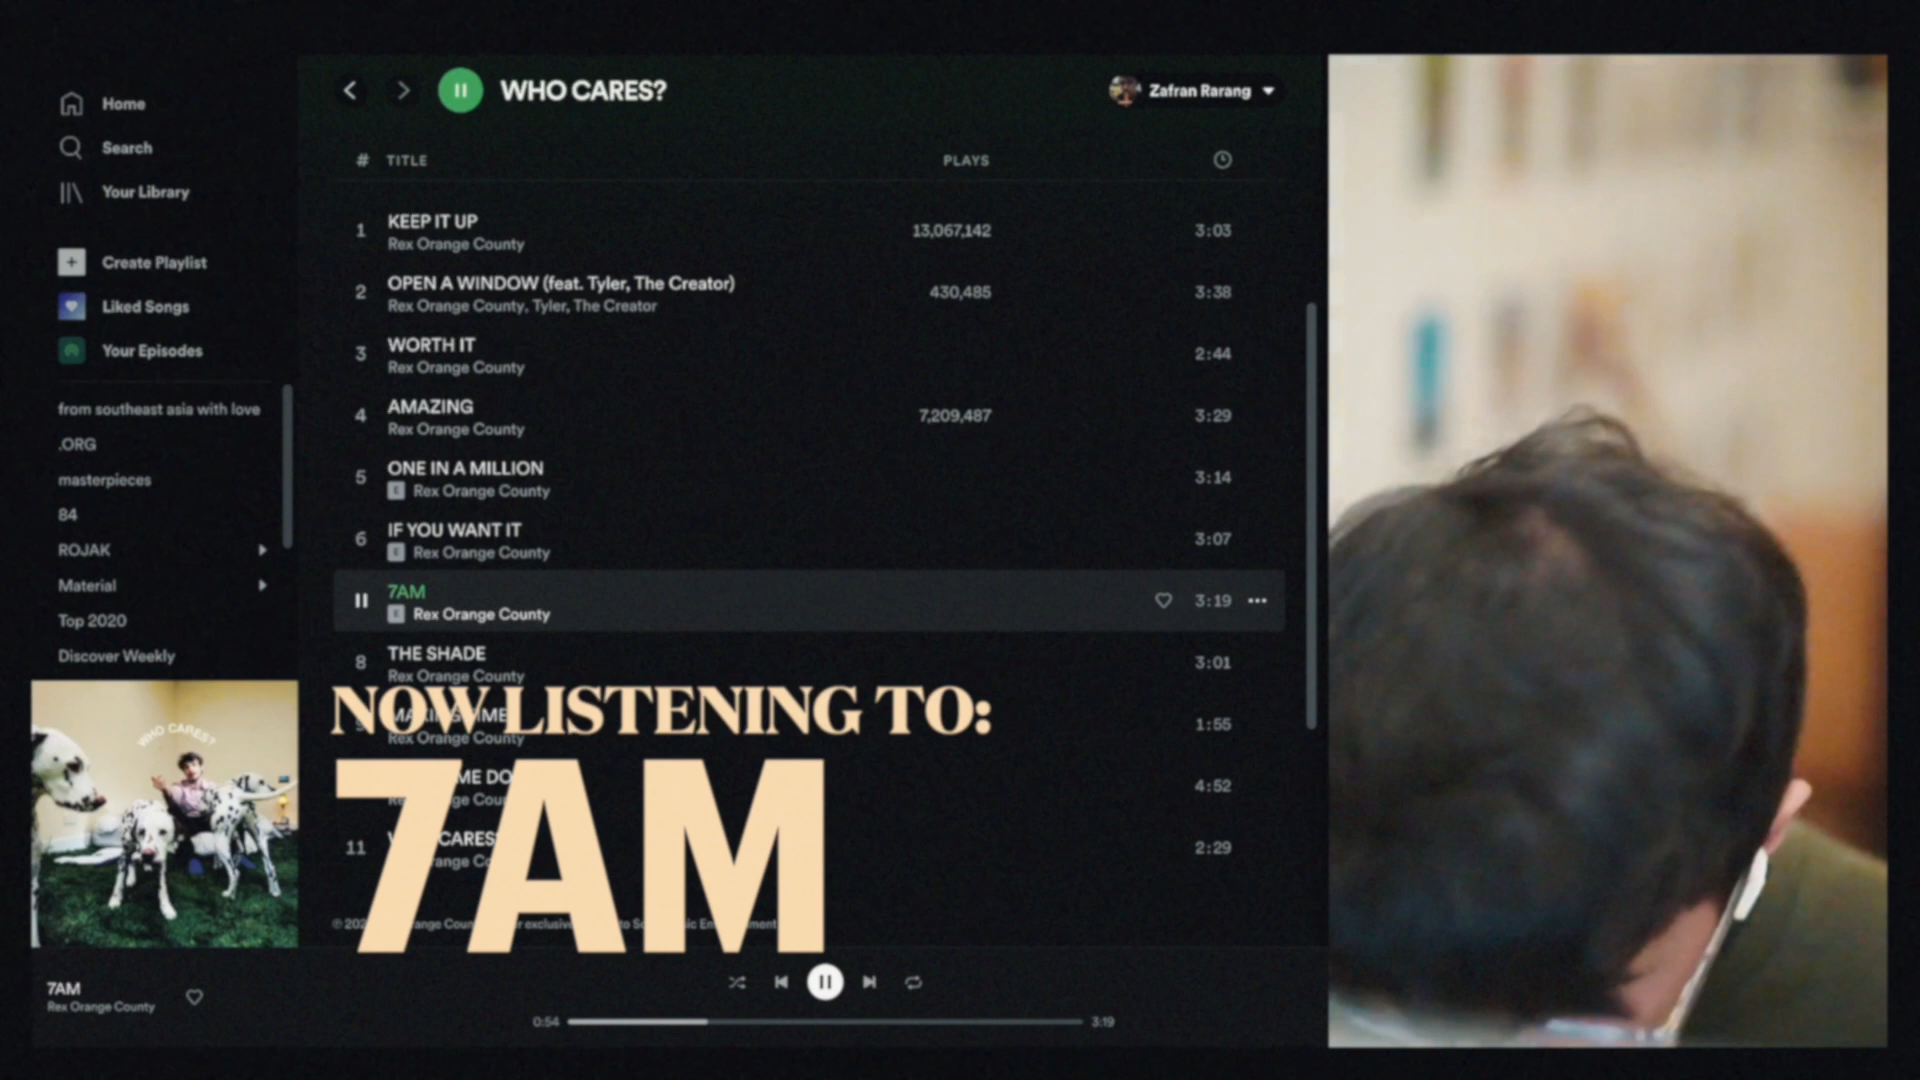 Home
Search
Your Library
Create Playlist
Liked Songs
Your Episodes
from southeast asia with love
.ORG
masterpieces
84
ROJAK
Material
Top 2020
Discover Weekly
WHO CARES?
7AM
Rex Orange County
WHO CARES?
Zafran Rarang
# TITLE PLAYS
1 KEEP IT UP 13,067,142 3:03
Rex Orange County
2 OPEN A WINDOW (feat. Tyler, The Creator) 430,485 3:38
Rex Orange County, Tyler, The Creator
3 WORTH IT 2:44
Rex Orange County
4 AMAZING 7,209,487 3:29
Rex Orange County
5 ONE IN A MILLION 3:14
E Rex Orange County
6 IF YOU WANT IT 3:07
E Rex Orange County
7AM 3:19
E Rex Orange County
8 THE SHADE 3:01
Rex Orange County
NOW LISTENING TO:
1:55
Rex Orange County
7AM
ME DO 4:52
11 2:29
0:54 3:19